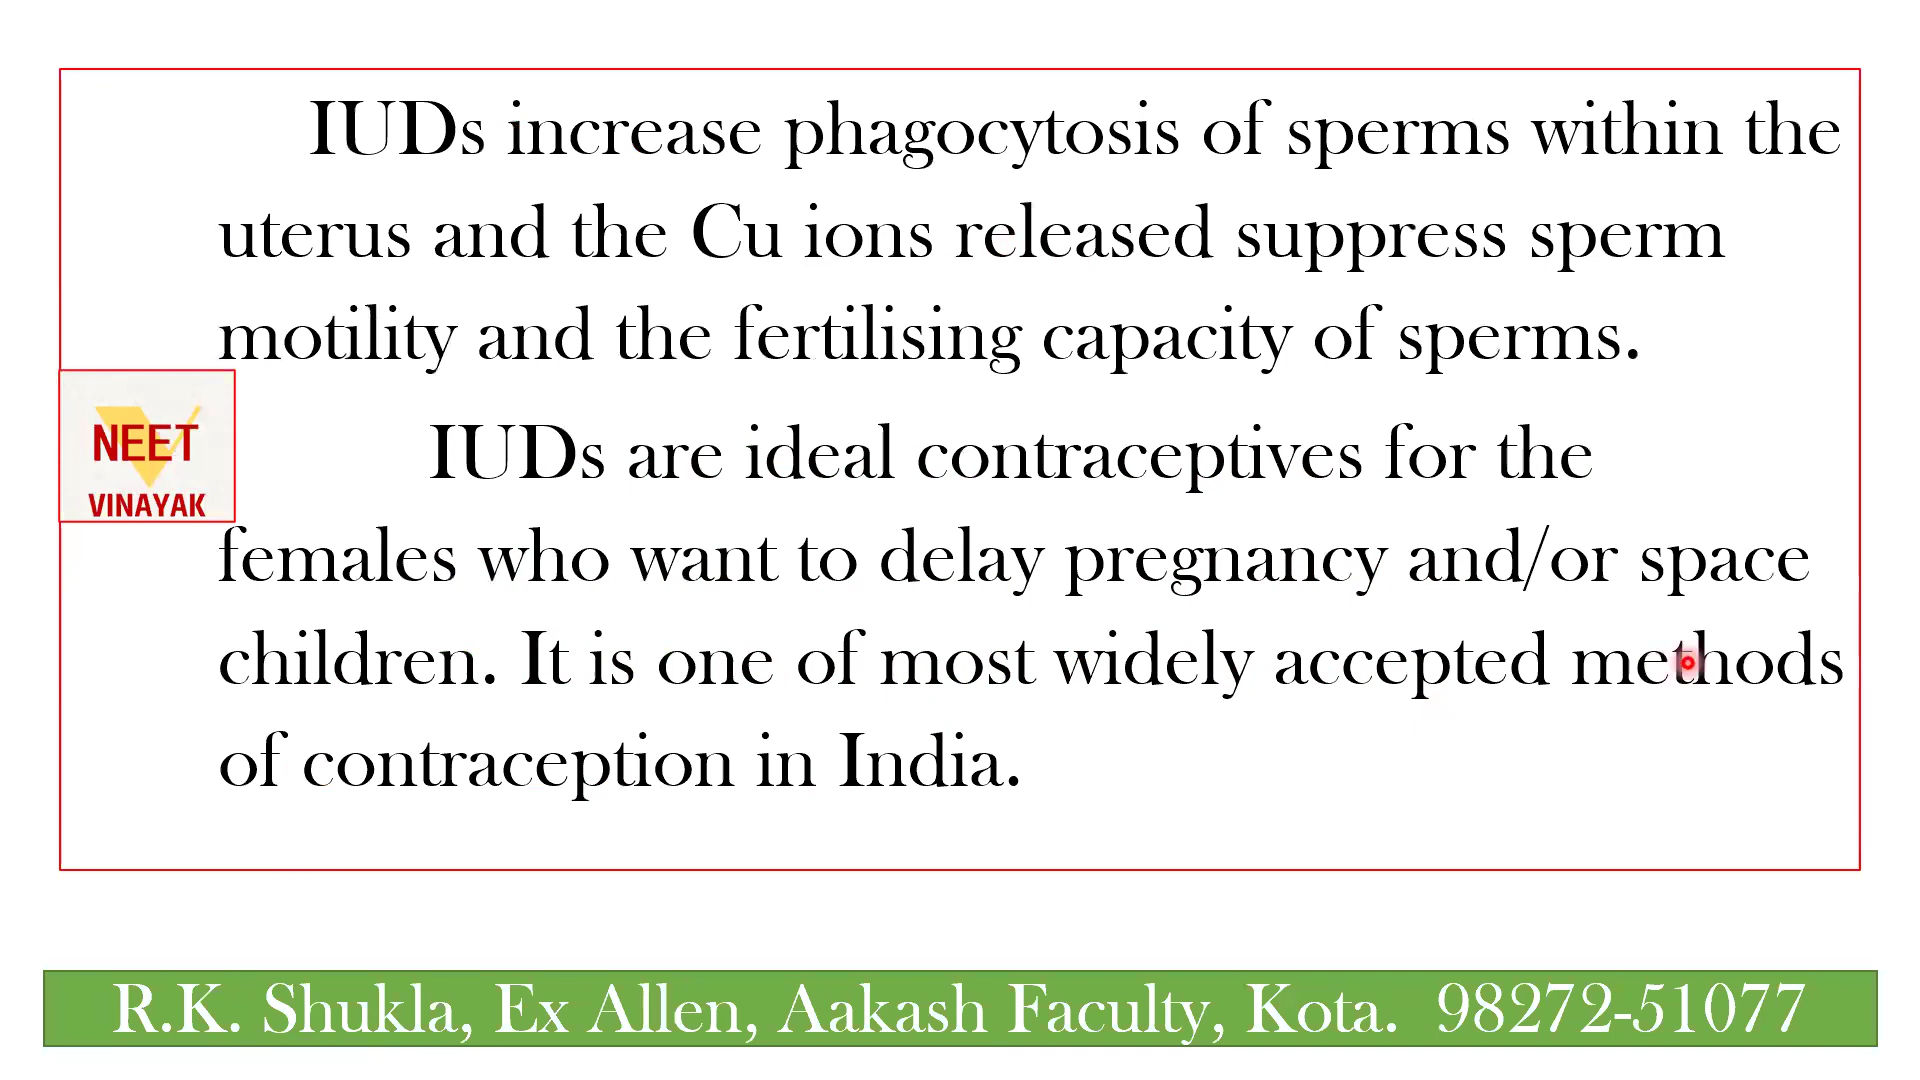 IUDs increase phagocytosis of sperms within the
uterus and the Cu ions released suppress sperm
motility and the fertilising capacity of sperms.
NEET
VINAYAK
IUDs are ideal contraceptives for the
females who want to delay pregnancy and/or space
children. It is one of most widely accepted methods
of contraception in India.
R.K. Shukla, Ex Allen, Aakash Faculty, Kota. 98272-51077